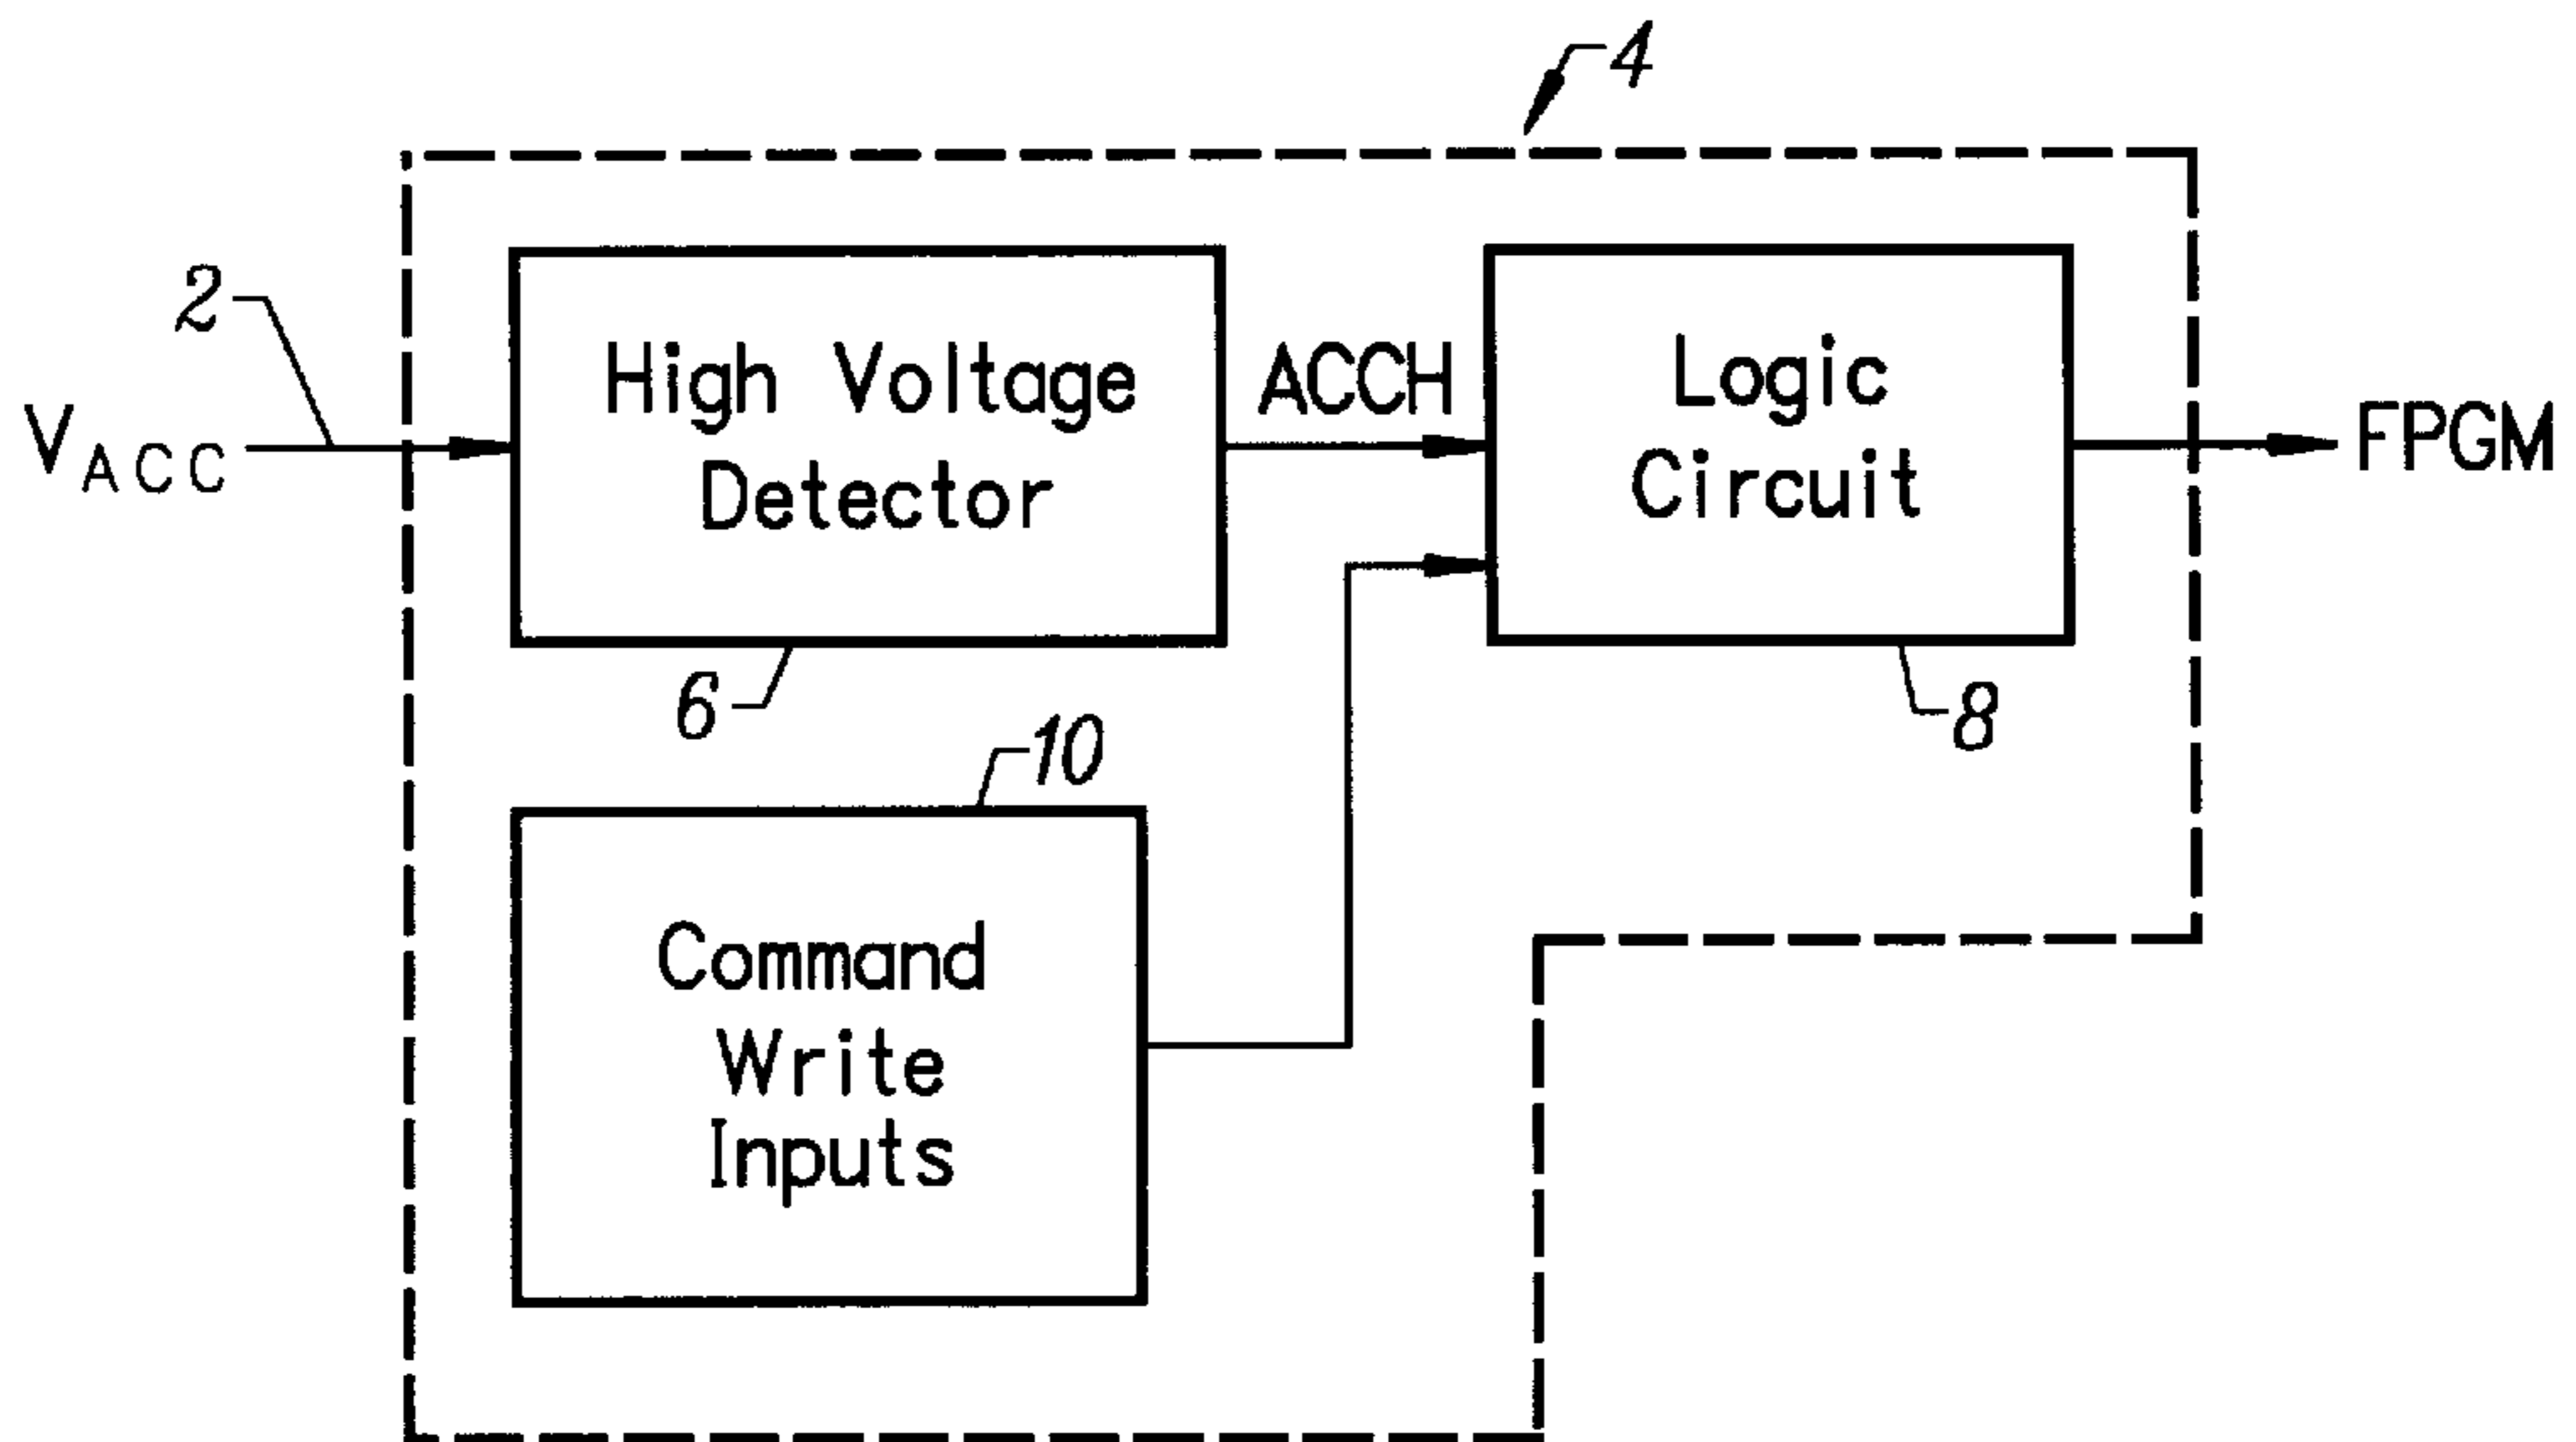 4
2
High Voltage
Detector
ACCH
Logic
Circuit
V_ACC
FPGM
6
8
10
Command
Write
Inputs